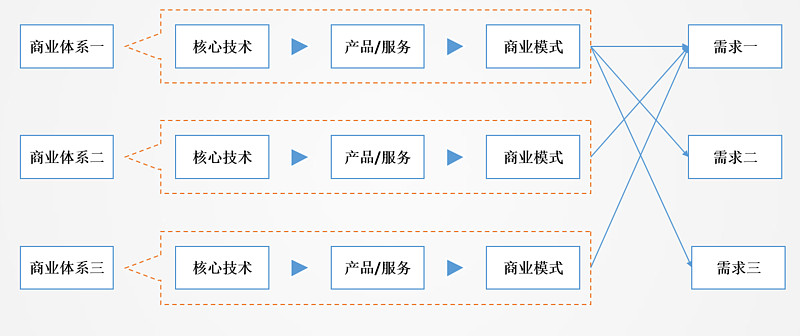 商业体系一
核心技术
产品/服务
商业模式
需求一
商业体系二
核心技术
产品/服务
商业模式
需求二
商业体系三
核心技术
产品/服务
商业模式
需求三